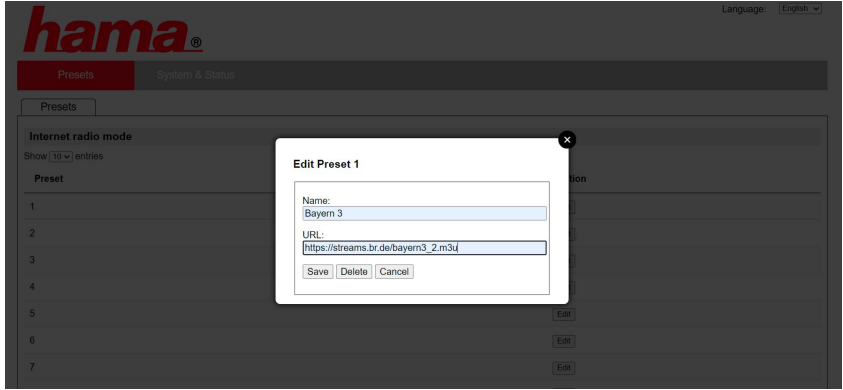 Language: English
hama®
Presets System & Status
Presets
Internet radio mode
Show 10 entries
Preset
1
2
3
4
5 Edit
6 Edit
7 Edit
Edit Preset 1
Name:
Bayern 3
URL:
https://streams.br.de/bayern3_2.m3u
Save Delete Cancel